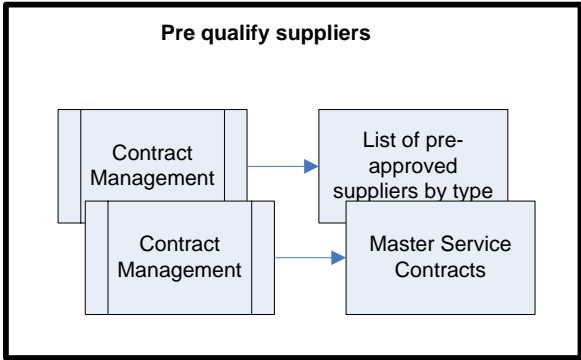 Pre qualify suppliers
Contract
Management
List of pre-
approved
suppliers by type
Contract
Management
Master Service
Contracts